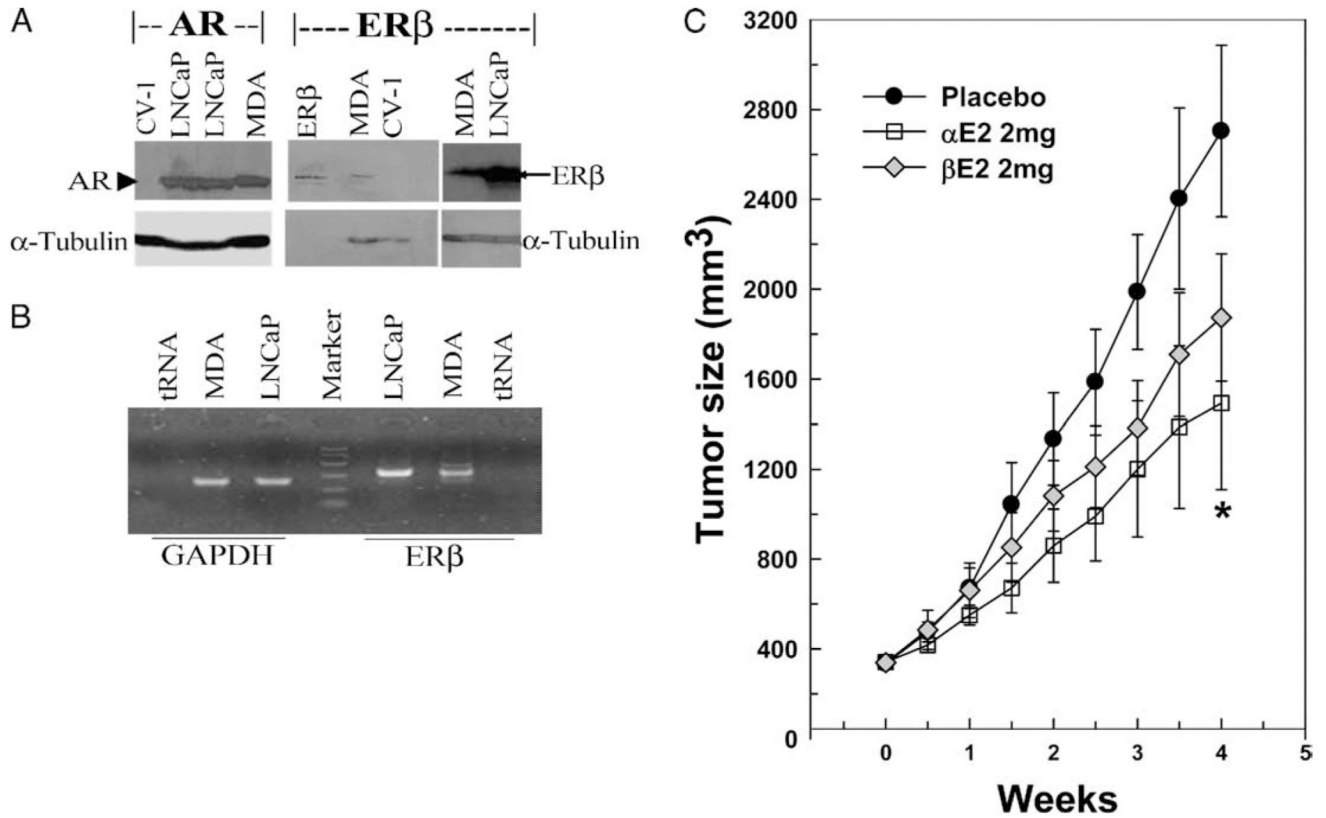 A
|-- AR --|
|---- ERβ -------|
CV-1
LNCaP
LNCaP
MDA
ERβ
MDA
CV-1
MDA
LNCaP
AR
ERβ
α-Tubulin
α-Tubulin
B
tRNA
MDA
LNCaP
Marker
LNCaP
MDA
tRNA
GAPDH
ERβ
C
3200
2800
2400
2000
1600
1200
800
400
0
Tumor size (mm³)
Placebo
αE2 2mg
βE2 2mg
*
0 1 2 3 4 5
Weeks